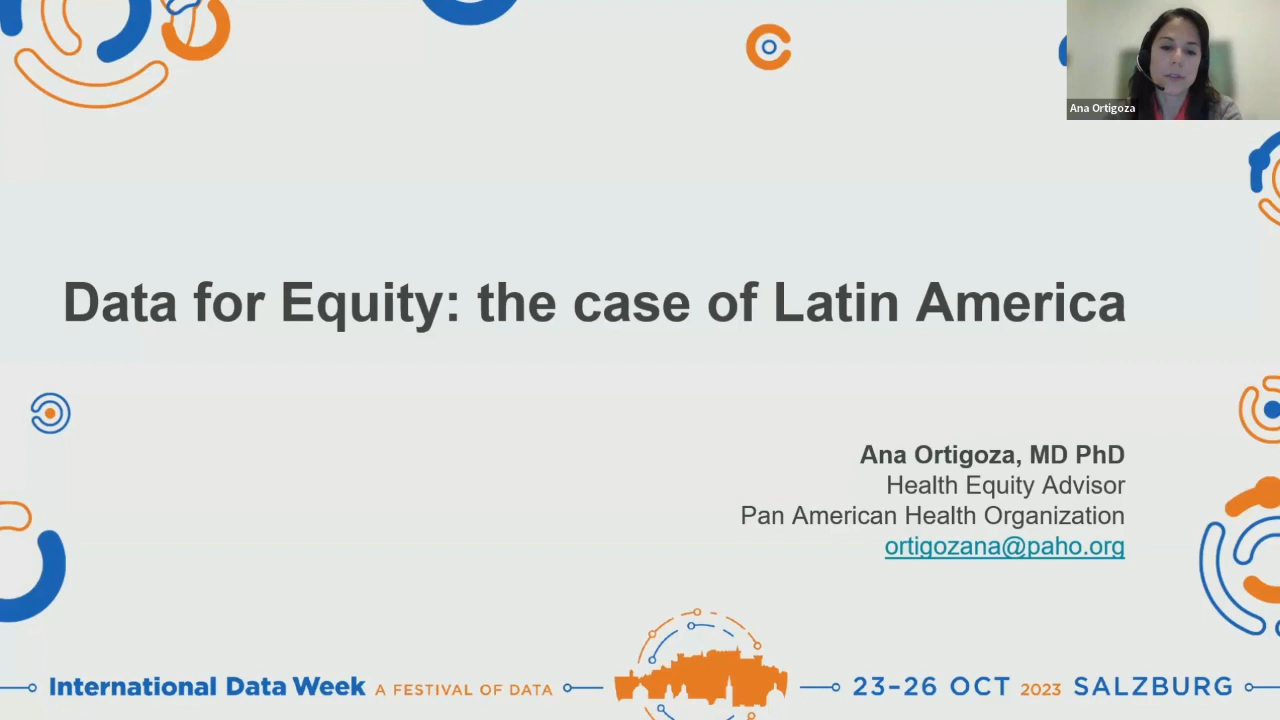 Ana Ortigoza
Data for Equity: the case of Latin America
Ana Ortigoza, MD PhD
Health Equity Advisor
Pan American Health Organization
ortigozana@paho.org
International Data Week A FESTIVAL OF DATA 23-26 OCT 2023 SALZBURG